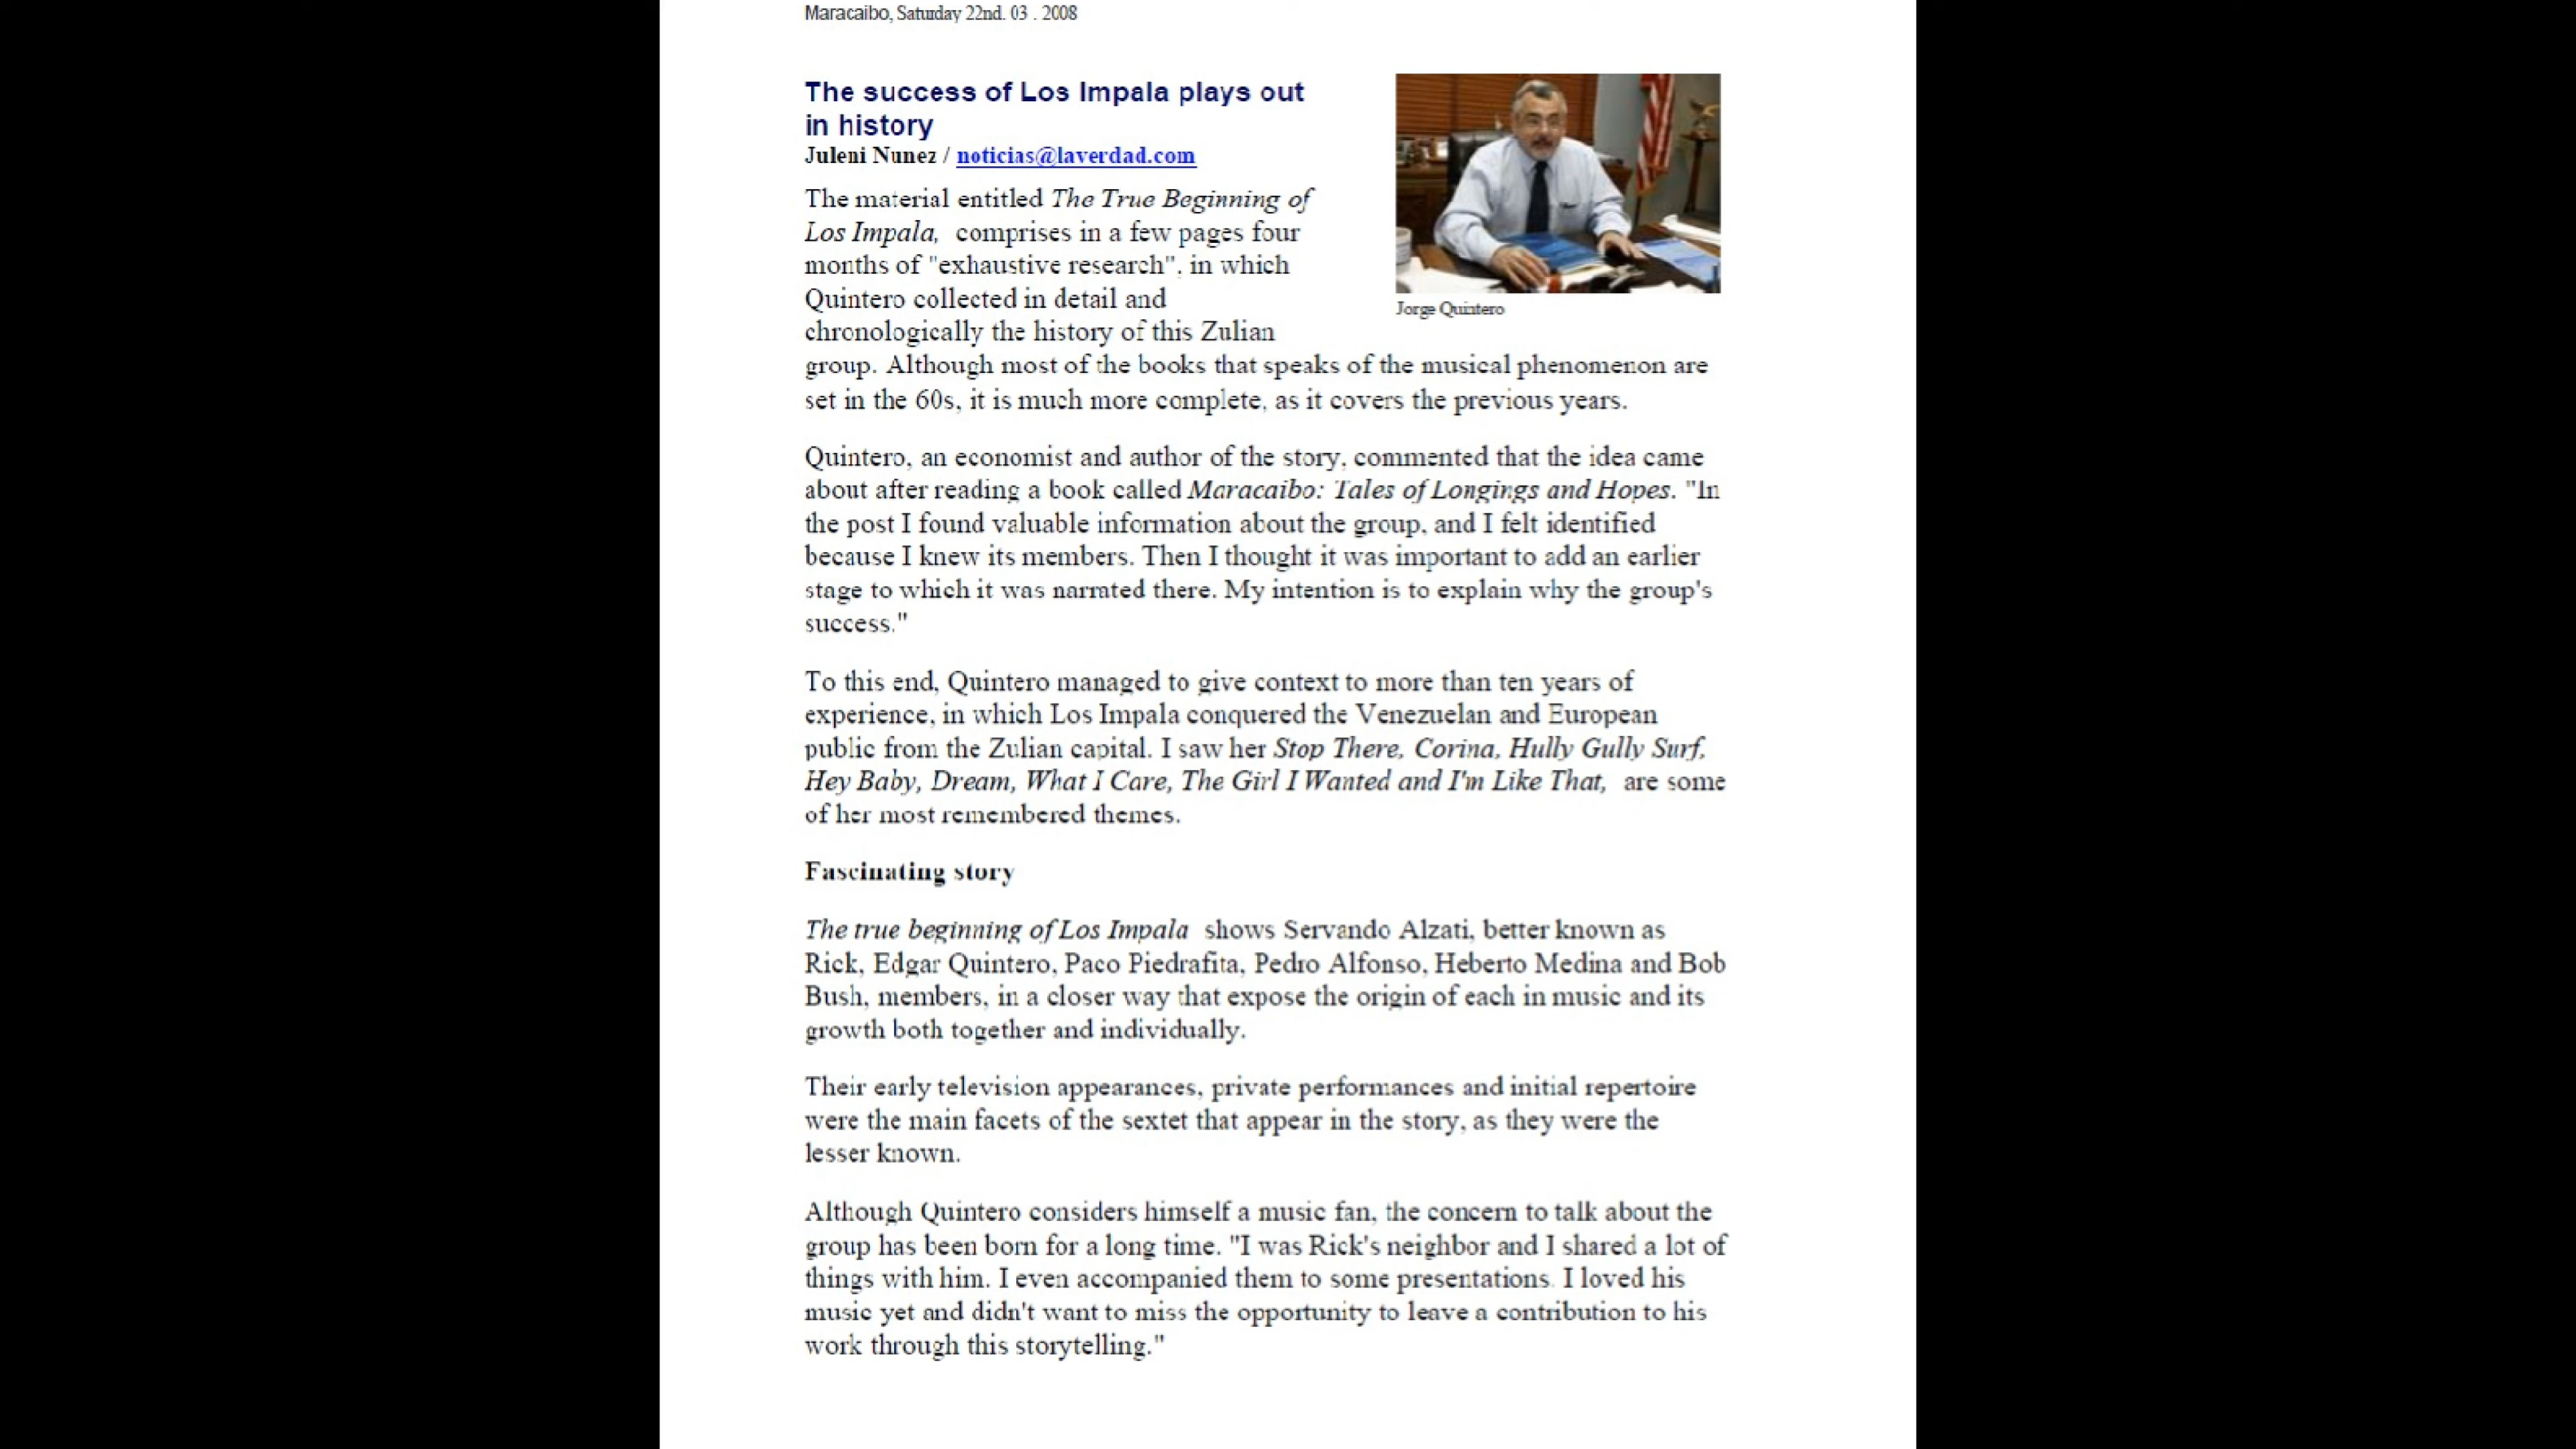 Maracaibo, Saturday 22nd. 03 . 2008
The success of Los Impala plays out
in history
Juleni Nunez / noticias@laverdad.com
Jorge Quintero
The material entitled The True Beginning of
Los Impala, comprises in a few pages four
months of "exhaustive research", in which
Quintero collected in detail and
chronologically the history of this Zulian
group. Although most of the books that speaks of the musical phenomenon are
set in the 60s, it is much more complete, as it covers the previous years.
Quintero, an economist and author of the story, commented that the idea came
about after reading a book called Maracaibo: Tales of Longings and Hopes. "In
the post I found valuable information about the group, and I felt identified
because I knew its members. Then I thought it was important to add an earlier
stage to which it was narrated there. My intention is to explain why the group's
success."
To this end, Quintero managed to give context to more than ten years of
experience, in which Los Impala conquered the Venezuelan and European
public from the Zulian capital. I saw her Stop There, Corina, Hully Gully Surf,
Hey Baby, Dream, What I Care, The Girl I Wanted and I'm Like That, are some
of her most remembered themes.
Fascinating story
The true beginning of Los Impala shows Servando Alzati, better known as
Rick, Edgar Quintero, Paco Piedrafita, Pedro Alfonso, Heberto Medina and Bob
Bush, members, in a closer way that expose the origin of each in music and its
growth both together and individually.
Their early television appearances, private performances and initial repertoire
were the main facets of the sextet that appear in the story, as they were the
lesser known.
Although Quintero considers himself a music fan, the concern to talk about the
group has been born for a long time. "I was Rick's neighbor and I shared a lot of
things with him. I even accompanied them to some presentations. I loved his
music yet and didn't want to miss the opportunity to leave a contribution to his
work through this storytelling."